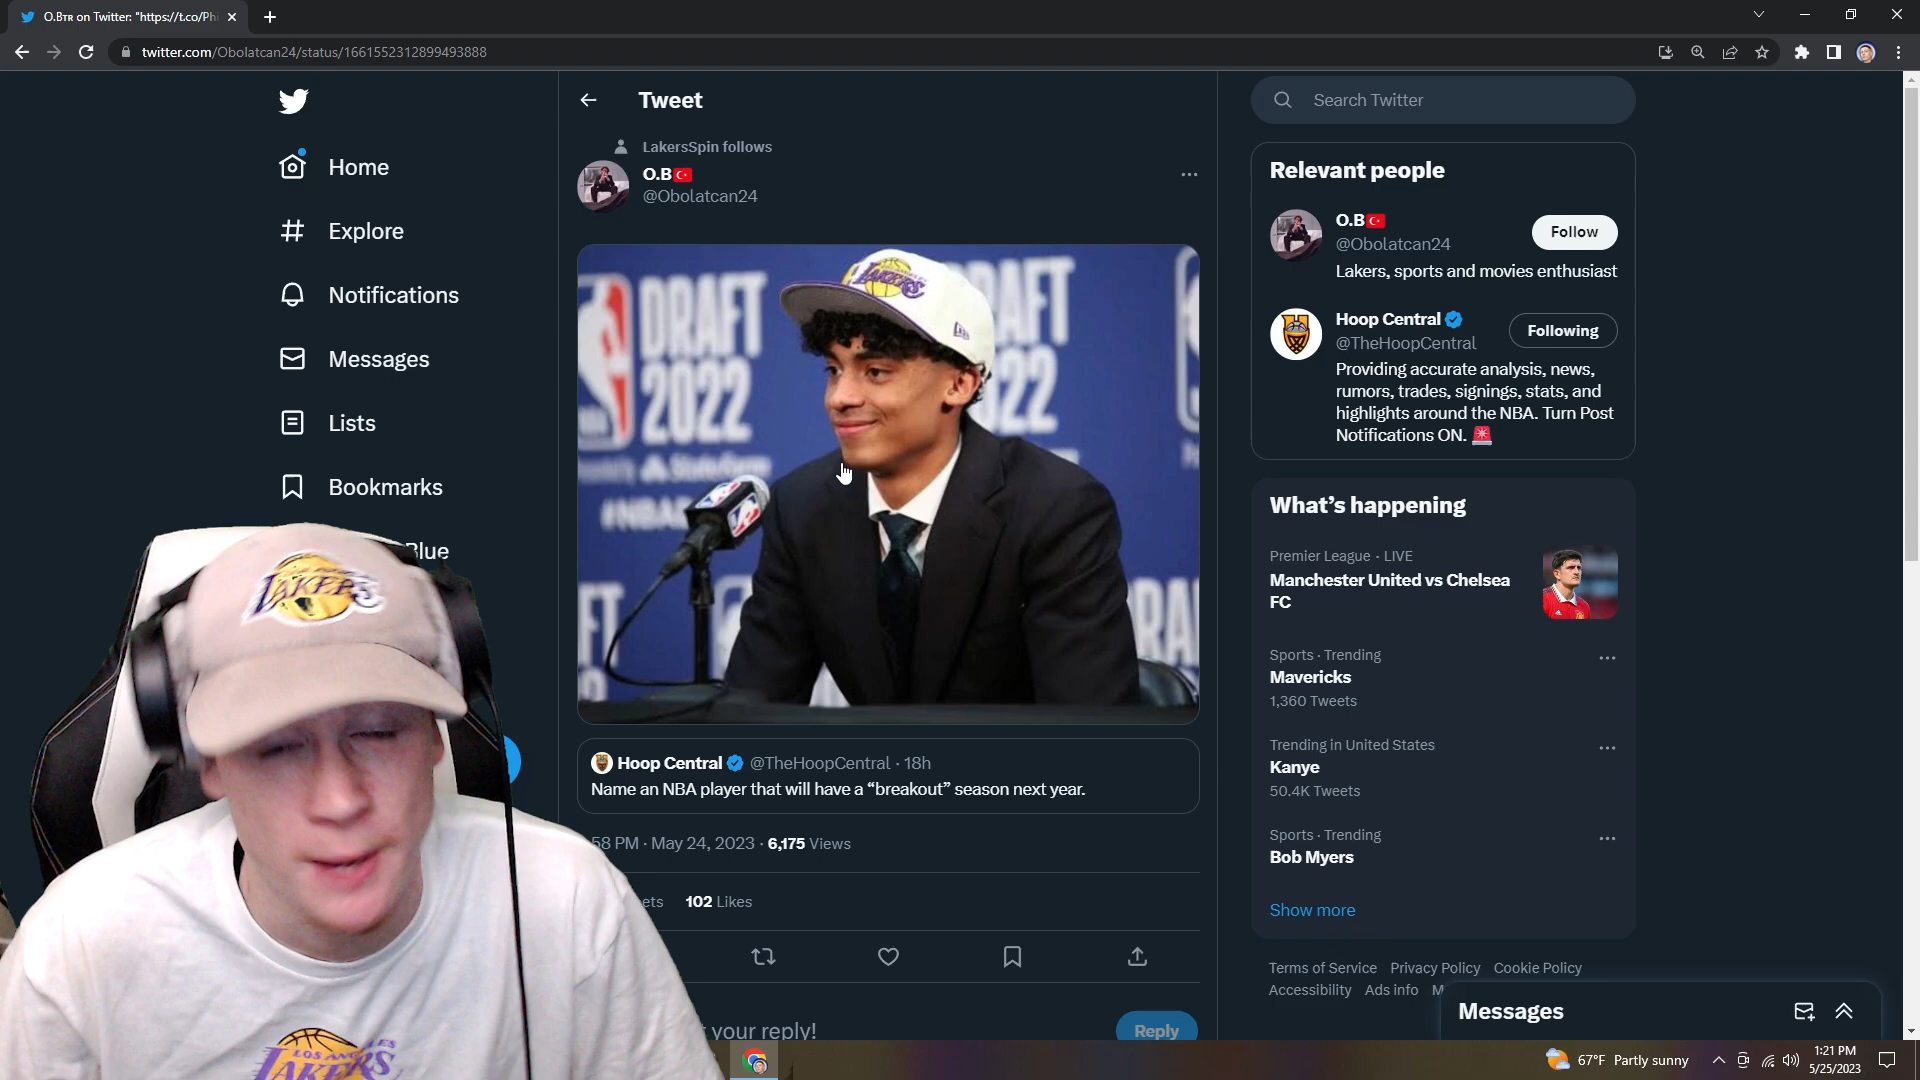 O.Bᴛʀ on Twitter: "https://t.co/Phi
twitter.com/Obolatcan24/status/1661552312899493888
Tweet
Search Twitter
Home
Explore
Notifications
Messages
Lists
Bookmarks
Blue
LakersSpin follows
O.B
@Obolatcan24
DRAFT
2022
DRAFT
2022
State Farm
LAKERS
Hoop Central @TheHoopCentral · 18h
Name an NBA player that will have a “breakout” season next year.
58 PM · May 24, 2023 · 6,175 Views
ets 102 Likes
your reply!
Reply
Relevant people
O.B
@Obolatcan24
Follow
Lakers, sports and movies enthusiast
Hoop Central
@TheHoopCentral
Following
Providing accurate analysis, news,
rumors, trades, signings, stats, and
highlights around the NBA. Turn Post
Notifications ON.
What’s happening
Premier League · LIVE
Manchester United vs Chelsea
FC
Sports · Trending
Mavericks
1,360 Tweets
Trending in United States
Kanye
50.4K Tweets
Sports · Trending
Bob Myers
Show more
Terms of Service Privacy Policy Cookie Policy
Accessibility Ads info M
Messages
LAKERS
LOS ANGELES
LAKERS
67°F Partly sunny
1:21 PM
5/25/2023